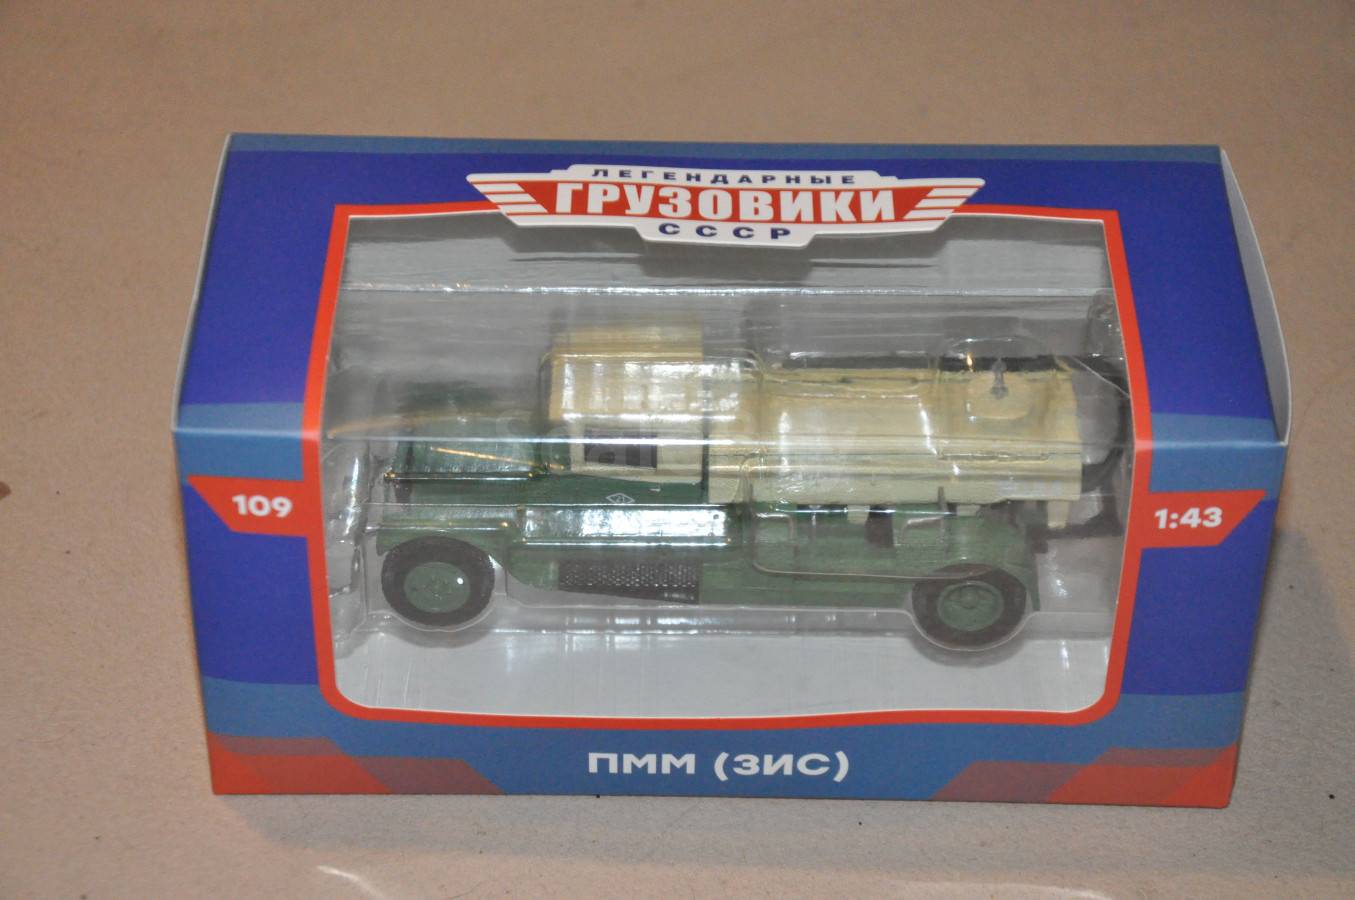 ЛЕГЕНДАРНЫЕ
ГРУЗОВИКИ
СССР
109
1:43
ПММ (ЗИС)